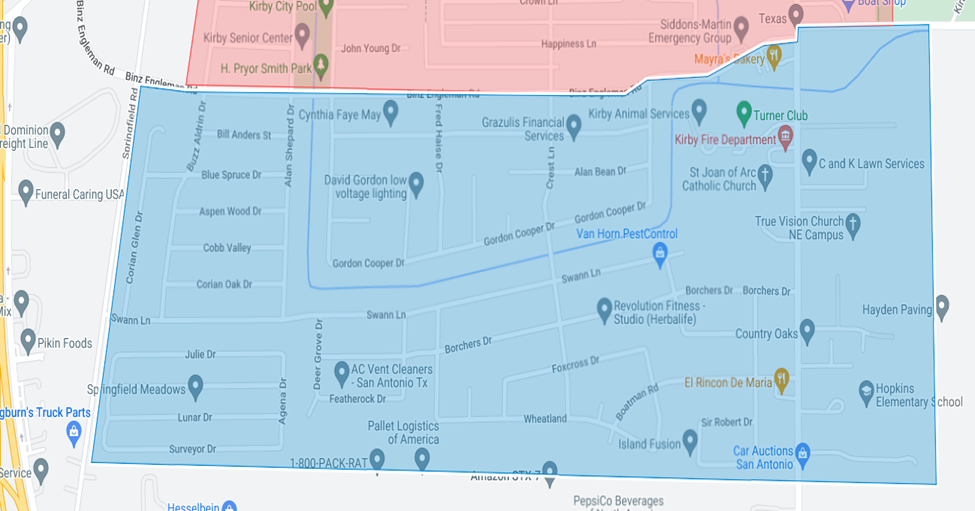 Kirby City Pool
Crown Ln
Boat Shop
Binz Engleman Rd
Kirby Senior Center
John Young Dr
Happiness Ln
Siddons-Martin
Emergency Group
Texas
H. Pryor Smith Park
Mayra's Bakery
Binz Engleman Rd
Binz Engleman Rd
Springfield Rd
Buzz Aldrin Dr
Alan Shepard Dr
Cynthia Faye May
Fred Haise Dr
Grazulis Financial
Services
Kirby Animal Services
Turner Club
Kirby Fire Department
Dominion
reight Line
Bill Anders St
Crest Ln
C and K Lawn Services
Blue Spruce Dr
David Gordon low
voltage lighting
Alan Bean Dr
St Joan of Arc
Catholic Church
Funeral Caring USA
Aspen Wood Dr
Gordon Cooper Dr
Gordon Cooper Dr
True Vision Church
NE Campus
Corian Glen Dr
Cobb Valley
Van Horn PestControl
Gordon Cooper Dr
Corian Oak Dr
Swann Ln
Borchers Dr
Borchers Dr
Mix
Swann Ln
Swann Ln
Revolution Fitness -
Studio (Herbalife)
Hayden Paving
Pikin Foods
Country Oaks
Julie Dr
Deer Grove Dr
Borchers Dr
Foxcross Dr
AC Vent Cleaners
- San Antonio Tx
Springfield Meadows
Agena Dr
Featherock Dr
Boatman Rd
El Rincon De Maria
Hopkins
Elementary School
gburn's Truck Parts
Lunar Dr
Wheatland
Sir Robert Dr
Pallet Logistics
of America
Island Fusion
Surveyor Dr
Car Auctions
San Antonio
1-800-PACK-RAT
Service
Amazon STX-7
PepsiCo Beverages
Hesselbein